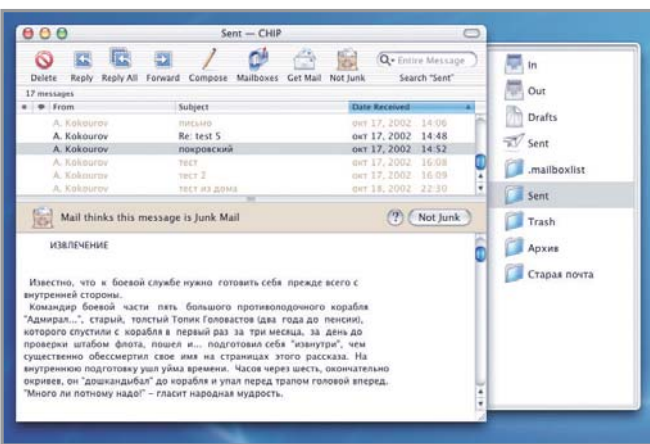 Sent — CHIP
Delete Reply Reply All Forward Compose Mailboxes Get Mail Not Junk Search "Sent"
Entire Message
17 messages
From Subject Date Received
A. Kokourov письмо окт 17, 2002 14:06
A. Kokourov Re: test 5 окт 17, 2002 14:48
A. Kokourov покровский окт 17, 2002 14:52
A. Kokourov тест окт 17, 2002 16:08
A. Kokourov тест 2 окт 17, 2002 16:09
A. Kokourov тест из дома окт 18, 2002 22:30
Mail thinks this message is Junk Mail ? Not Junk
ИЗВЛЕЧЕНИЕ
Известно, что к боевой службе нужно готовить себя прежде всего с
внутренней стороны.
Командир боевой части пять большого противолодочного корабля
"Адмирал...", старый, толстый Топик Головастов (два года до пенсии),
которого спустили с корабля в первый раз за три месяца, за день до
проверки штабом флота, пошел и... подготовил себя "изнутри", чем
существенно обессмертил свое имя на страницах этого рассказа. На
внутреннюю подготовку ушл уйма времени. Часов через шесть, окончательно
окривев, он "дошкандыбал" до корабля и упал перед трапом головой вперед.
"Много ли потному надо!" – гласит народная мудрость.
In
Out
Drafts
Sent
.mailboxlist
Sent
Trash
Архив
Старая почта